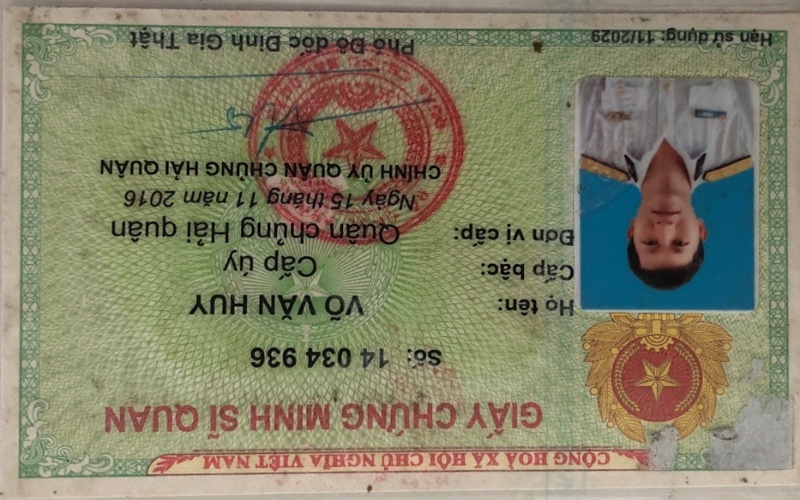 CỘNG HOÀ XÃ HỘI CHỦ NGHĨA VIỆT NAM
GIẤY CHỨNG MINH SĨ QUAN
Số: 14 034 936
Họ tên: VÕ VĂN HUY
Cấp bậc: Cấp úy
Đơn vị cấp: Quân chủng Hải quân
Ngày 15 tháng 11 năm 2016
CHÍNH ỦY QUÂN CHỦNG HẢI QUÂN
Hạn sử dụng: 11/2029
Phó Đô đốc Đinh Gia Thật